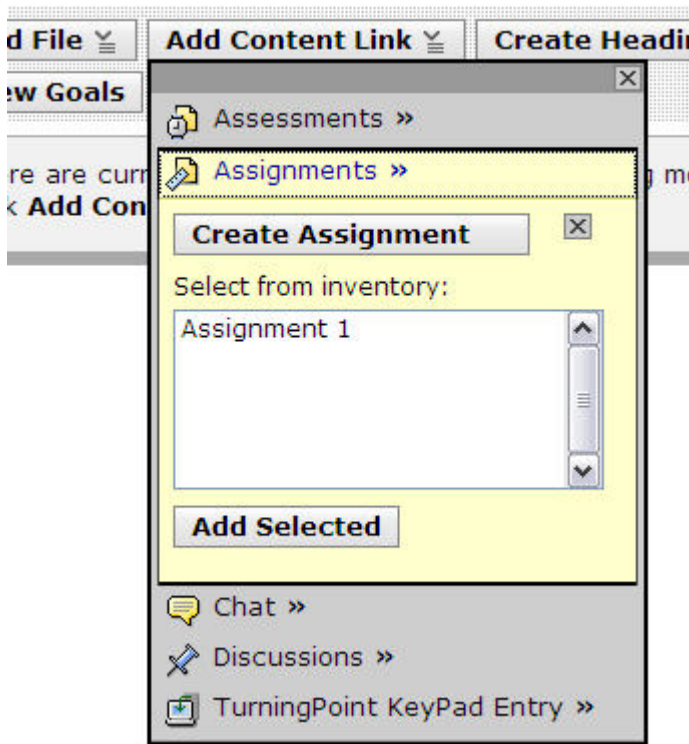 d File Add Content Link Create Headi
ew Goals
Assessments »
re are curr Assignments » g m
k Add Con
Create Assignment
Select from inventory:
Assignment 1
Add Selected
Chat »
Discussions »
TurningPoint KeyPad Entry »